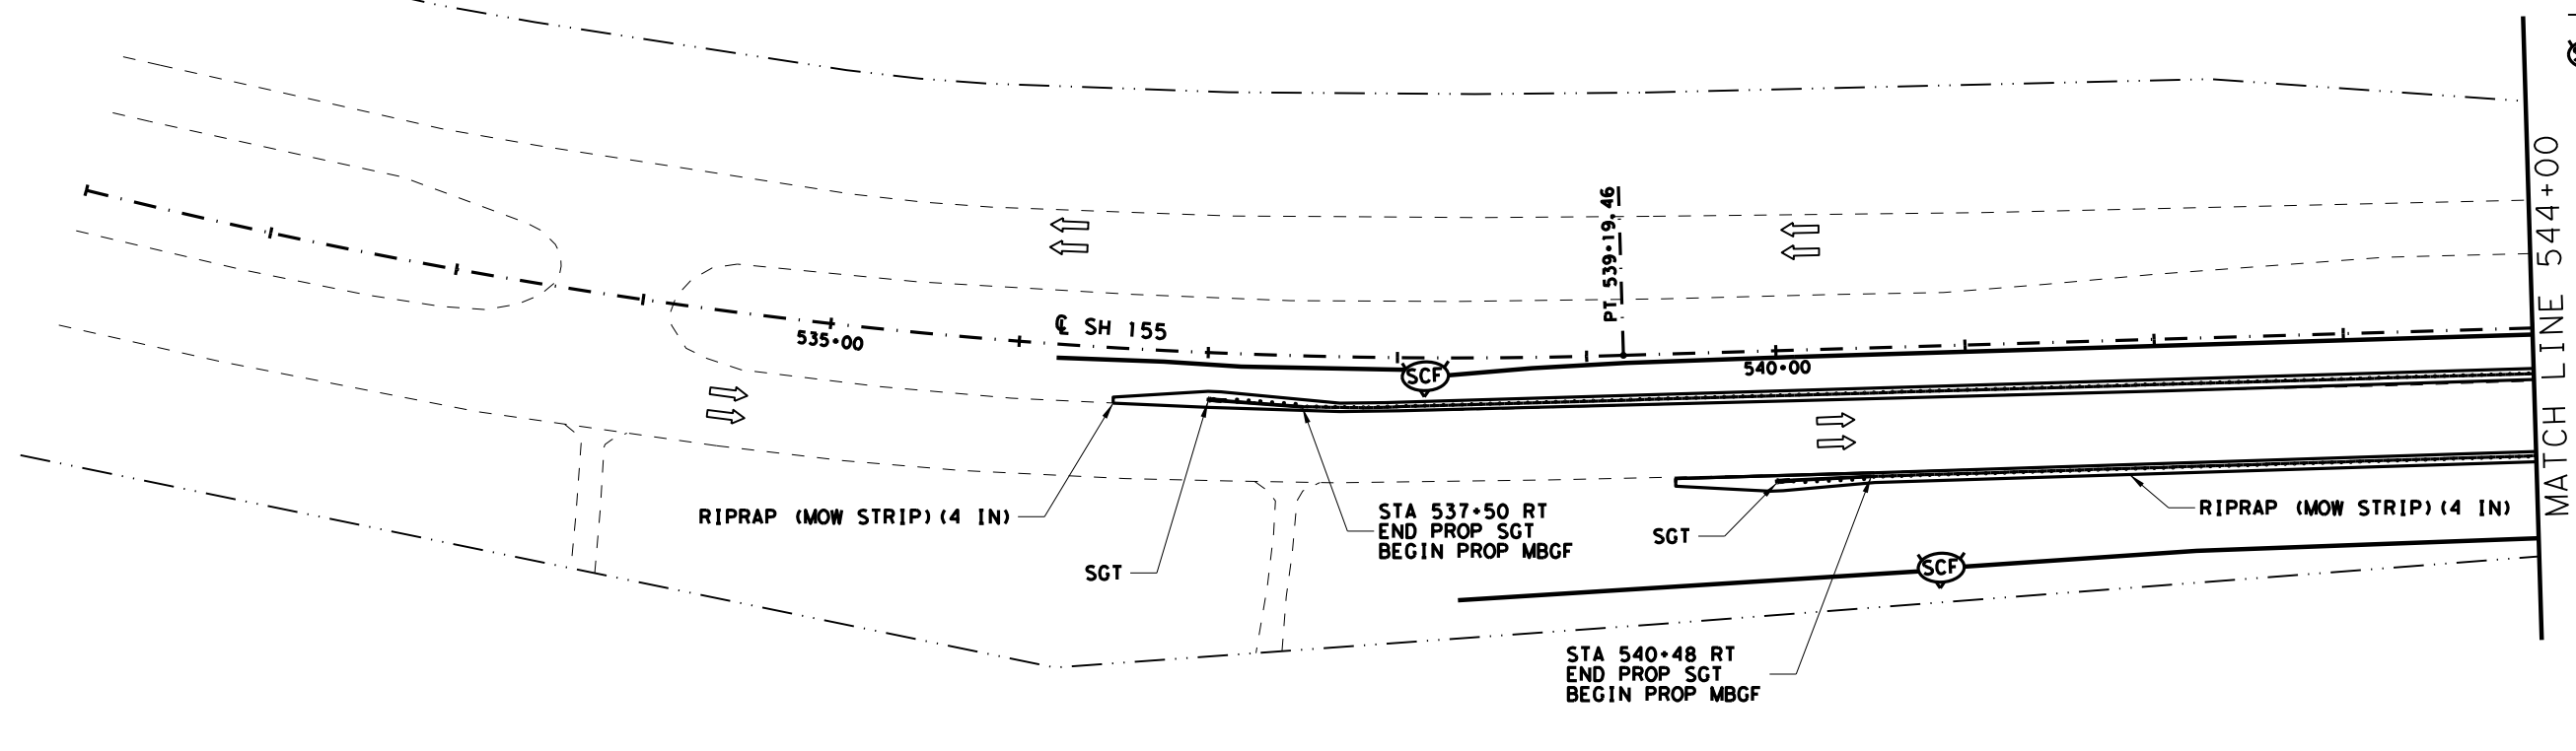 PT 539+19.46
℄ SH 155
535+00
SCF
540+00
RIPRAP (MOW STRIP)(4 IN)
SGT
STA 537+50 RT
END PROP SGT
BEGIN PROP MBGF
SGT
RIPRAP (MOW STRIP)(4 IN)
SCF
STA 540+48 RT
END PROP SGT
BEGIN PROP MBGF
MATCH LINE 544+00